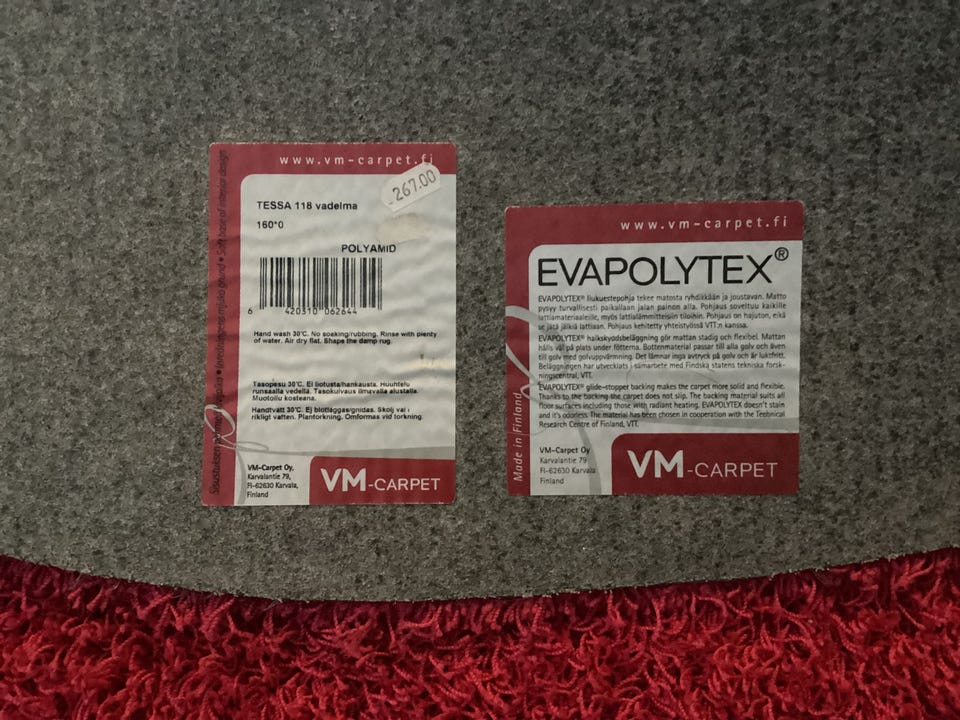 www.vm-carpet.fi
267.00
TESSA 118 vadelma
160*0
POLYAMID
6 420310 062644
Hand wash 30'C. No soaking/rubbing. Rinse with plenty
of water. Air dry flat. Shape the damp rug.
Tasopesu 30'C. Ei liotusta/hankausta. Huuhtelu
runsaalla vedellä. Tasokuivaus ilmavalla alustalla.
Muotoilu kosteana.
Handtvätt 30'C. Ej blötläggas/gnidas. Skölj väl i
rikligt vatten. Plantorkning. Omformas vid torkning.
VM-Carpet Oy,
Karvalantie 79,
FI-62630 Karvala,
Finland
VM-CARPET
Sisustuksen • Inredningens mjuka grund • Soft base of interior design
www.vm-carpet.fi
EVAPOLYTEX®
EVAPOLYTEX® liukuestepohja tekee matosta ryhdikkään ja joustavan. Matto
pysyy turvallisesti paikallaan jalan painon alla. Pohjaus soveltuu kaikille
lattiamateriaaleille, myös lattialämmitteisiin tiloihin. Pohjaus on hajuton, eikä
se jätä jälkiä lattiaan. Pohjaus kehitetty yhteistyössä VTT:n kanssa.
EVAPOLYTEX® halkskyddsbeläggning gör mattan stadig och flexibel. Mattan
hålls väl på plats under fötterna. Bottenmaterial passar till alla golv och även
till golv med golvuppvärmning. Det lämnar inga avtryck på golv och är luktfritt.
Beläggningen har utvecklats i samarbete med Finlska statens tekniska forsk-
ningscentral, VTT.
EVAPOLYTEX® glide-stopper backing makes the carpet more solid and flexible.
Thanks to the backing the carpet does not slip. The backing material suits all
floor surfaces including those with radiant heating. EVAPOLYTEX doesn't stain
and it's odorless. The material has been chosen in cooperation with the Technical
Research Centre of Finland, VTT.
VM-Carpet Oy
Karvalantie 79
FI-62630 Karvala
Finland
VM-CARPET
Made in Finland